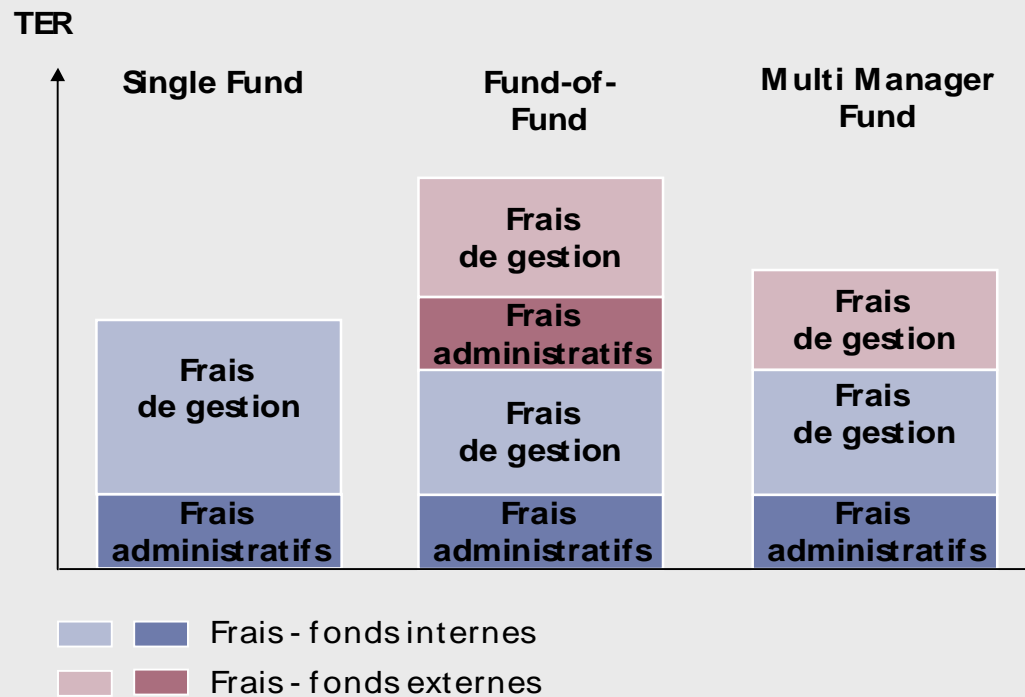 TER
Single Fund
Fund-of-
Fund
Multi Manager
Fund
Frais
de gestion
Frais
administratifs
Frais
de gestion
Frais
administratifs
Frais
de gestion
Frais
administratifs
Frais
de gestion
Frais
de gestion
Frais
administratifs
Frais - fonds internes
Frais - fonds externes